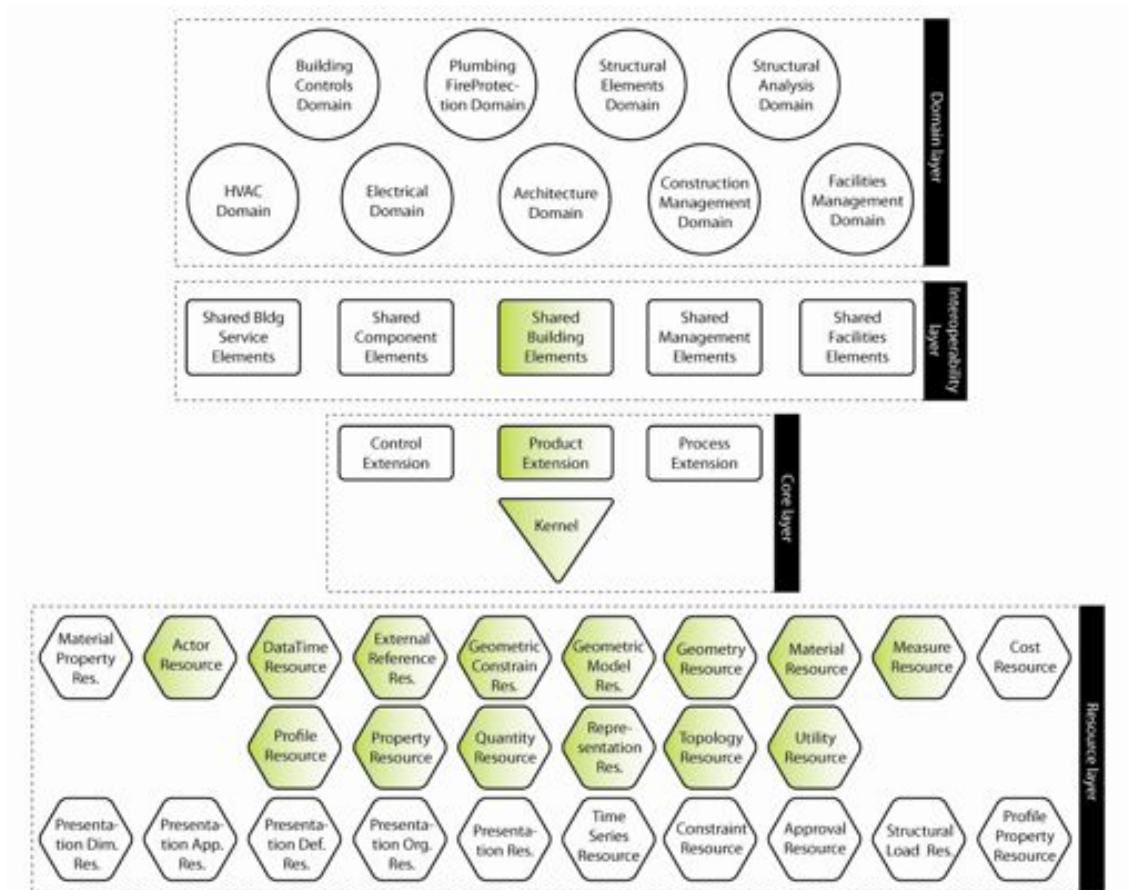 Building
Controls
Domain
Plumbing
FireProtec-
tion Domain
Structural
Elements
Domain
Structural
Analysis
Domain
HVAC
Domain
Electrical
Domain
Architecture
Domain
Construction
Management
Domain
Facilities
Management
Domain
Domain layer
Shared Bldg
Service
Elements
Shared
Component
Elements
Shared
Building
Elements
Shared
Management
Elements
Shared
Facilities
Elements
Interoperability
layer
Control
Extension
Product
Extension
Process
Extension
Kernel
Core layer
Material
Property
Res.
Actor
Resource
DataTime
Resource
External
Reference
Res.
Geometric
Constrain
Res.
Geometric
Model
Res.
Geometry
Resource
Material
Resource
Measure
Resource
Cost
Resource
Profile
Resource
Property
Resource
Quantity
Resource
Repre-
sentation
Res.
Topology
Resource
Utility
Resource
Presenta-
tion Dim.
Res.
Presenta-
tion App.
Res.
Presenta-
tion Def.
Res.
Presenta-
tion Org.
Res.
Presenta-
tion Res.
Time
Series
Resource
Constraint
Resource
Approval
Resource
Structural
Load Res.
Profile
Property
Resource
Resource layer